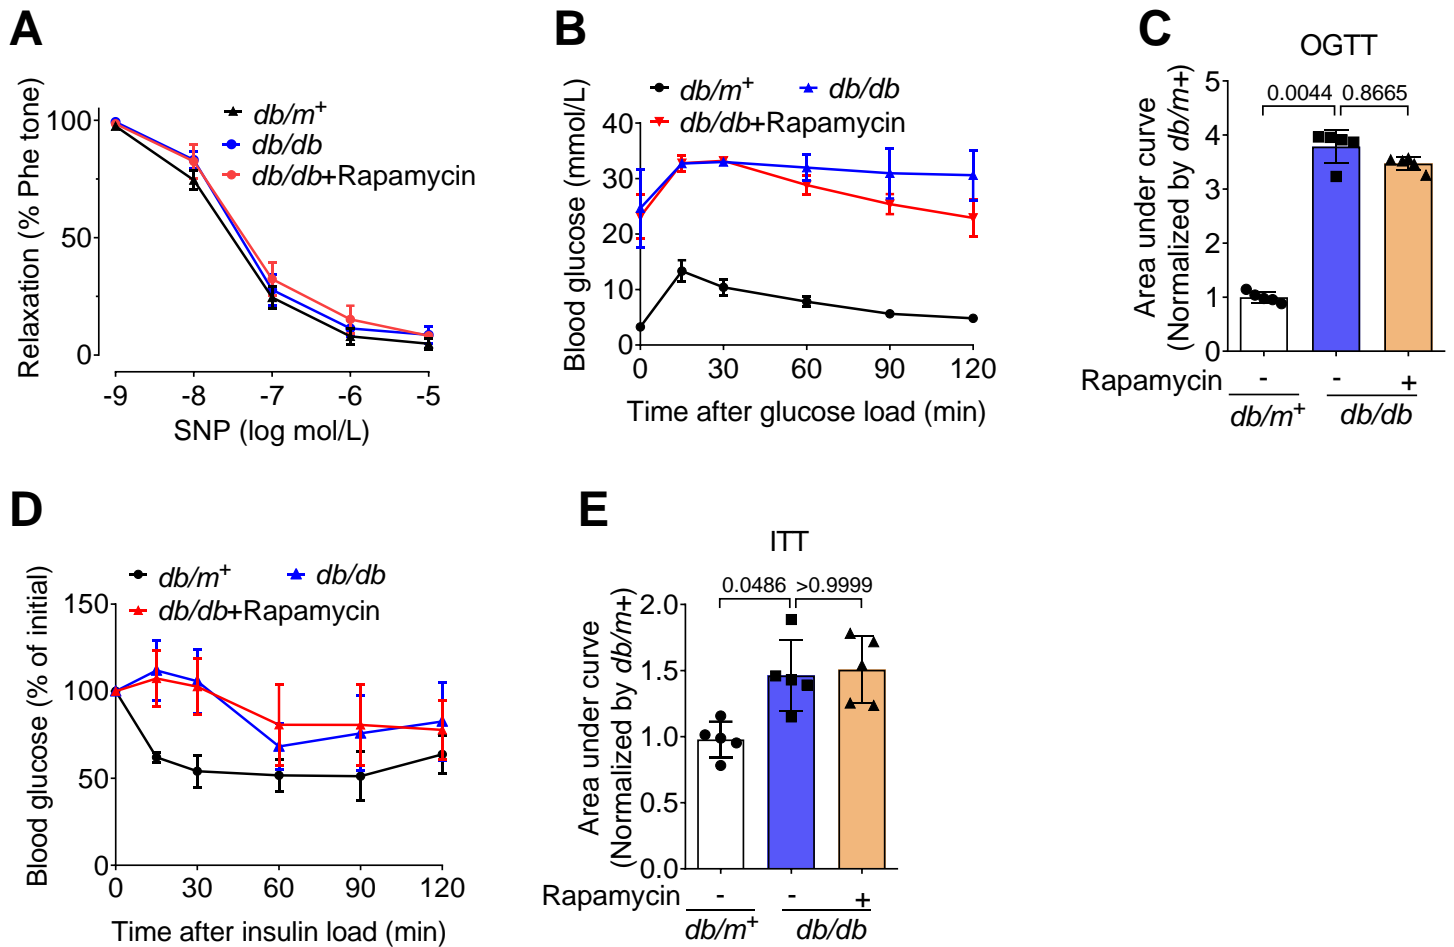 A
db/m+
db/db
db/db+Rapamycin
Relaxation (% Phe tone)
100
50
0
-9 -8 -7 -6 -5
SNP (log mol/L)
B
db/m+ db/db
db/db+Rapamycin
Blood glucose (mmol/L)
40
30
20
10
0
0 30 60 90 120
Time after glucose load (min)
C
OGTT
0.0044 0.8665
Area under curve
(Normalized by db/m+)
5
4
3
2
1
0
Rapamycin - - +
db/m+ db/db
D
db/m+ db/db
db/db+Rapamycin
Blood glucose (% of initial)
150
100
50
0
0 30 60 90 120
Time after insulin load (min)
E
ITT
0.0486 >0.9999
Area under curve
(Normalized by db/m+)
2.0
1.5
1.0
0.5
0.0
Rapamycin - - +
db/m+ db/db